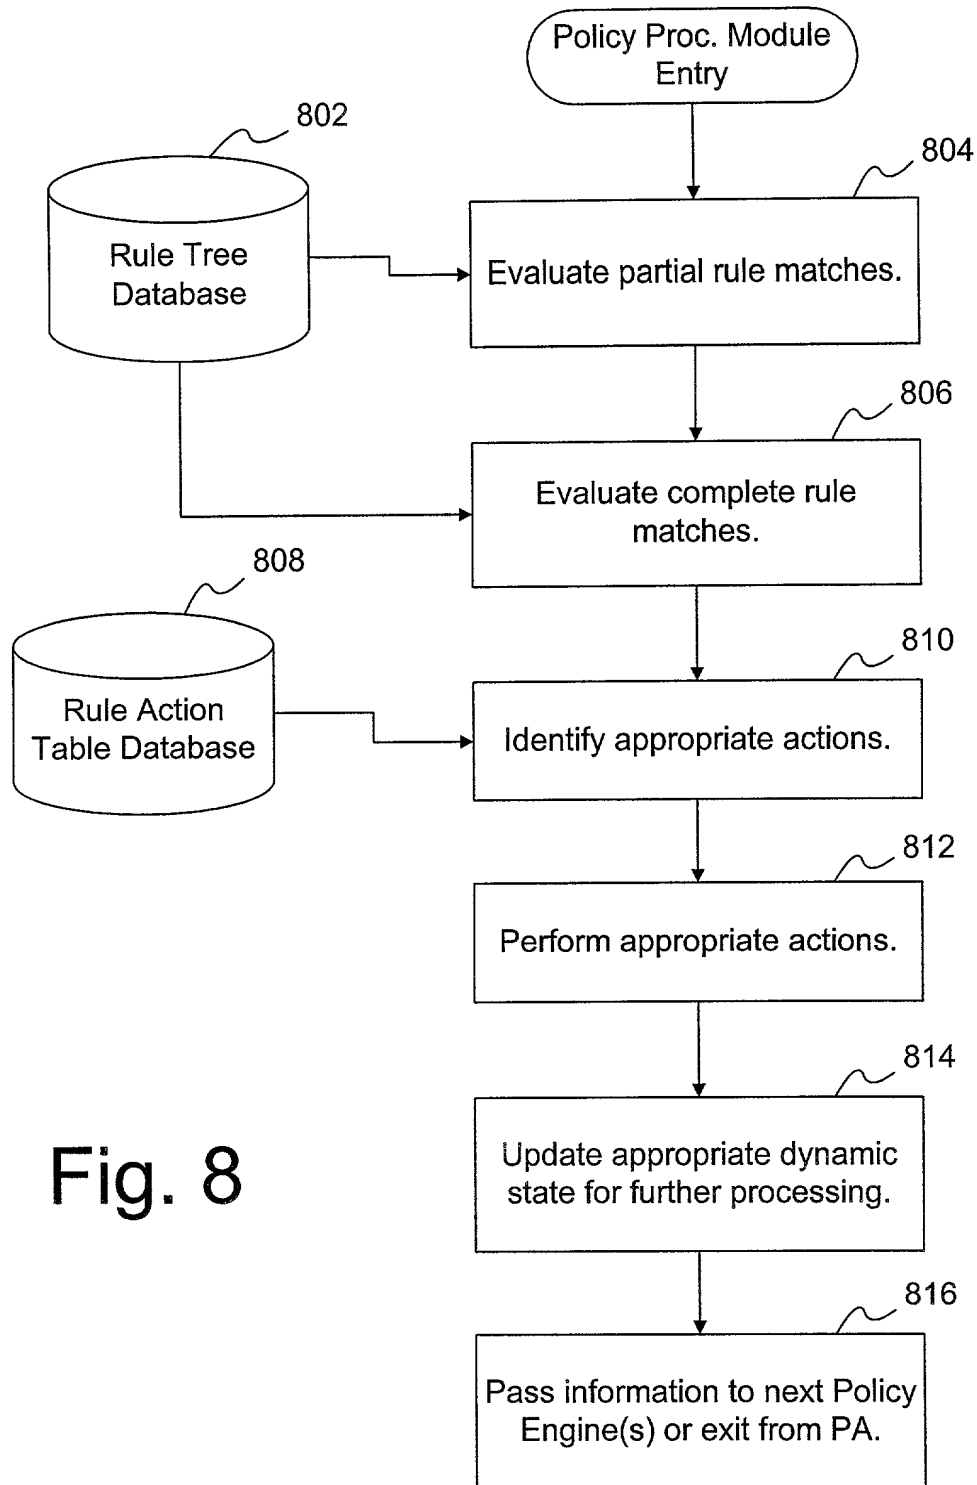 Policy Proc. Module
Entry
802
804
Rule Tree
Database
Evaluate partial rule matches.
806
Evaluate complete rule
matches.
808
810
Rule Action
Table Database
Identify appropriate actions.
812
Perform appropriate actions.
814
Update appropriate dynamic
state for further processing.
Fig. 8
816
Pass information to next Policy
Engine(s) or exit from PA.